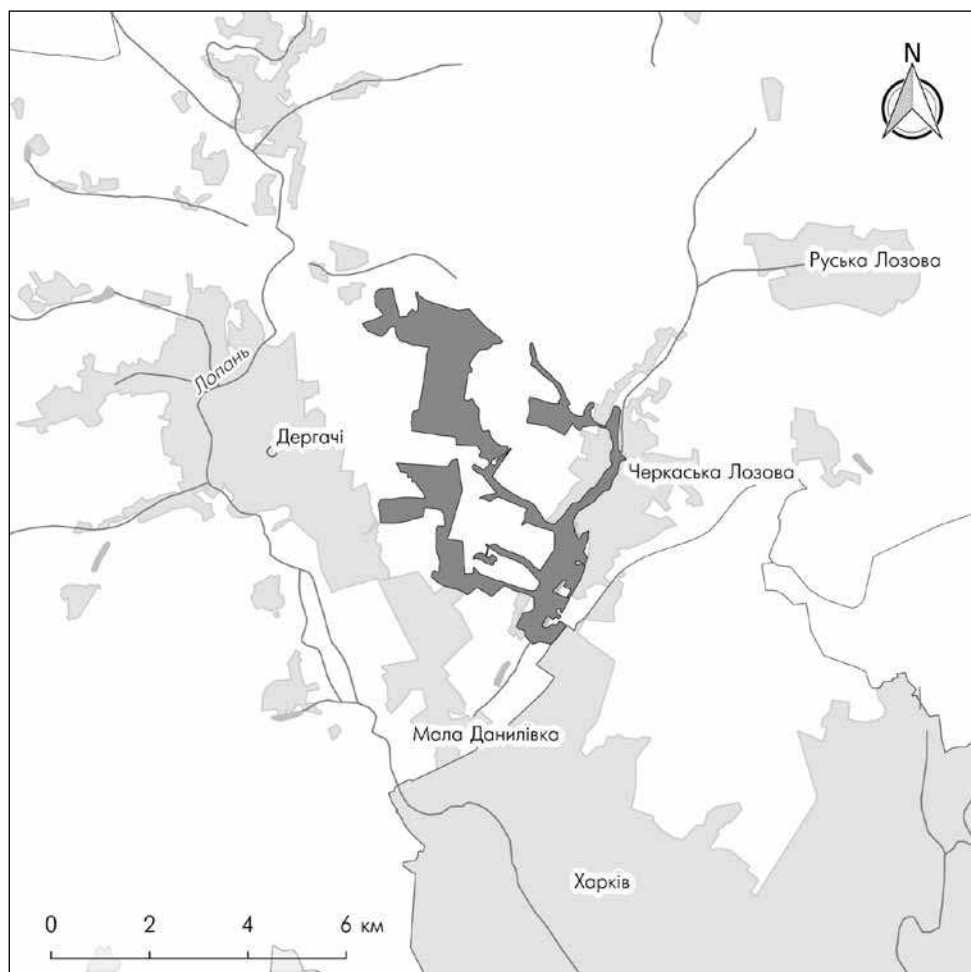 N
Руська Лозова
Лопань
Дергачі
Черкаська Лозова
Мала Данилівка
Харків
0 2 4 6 км